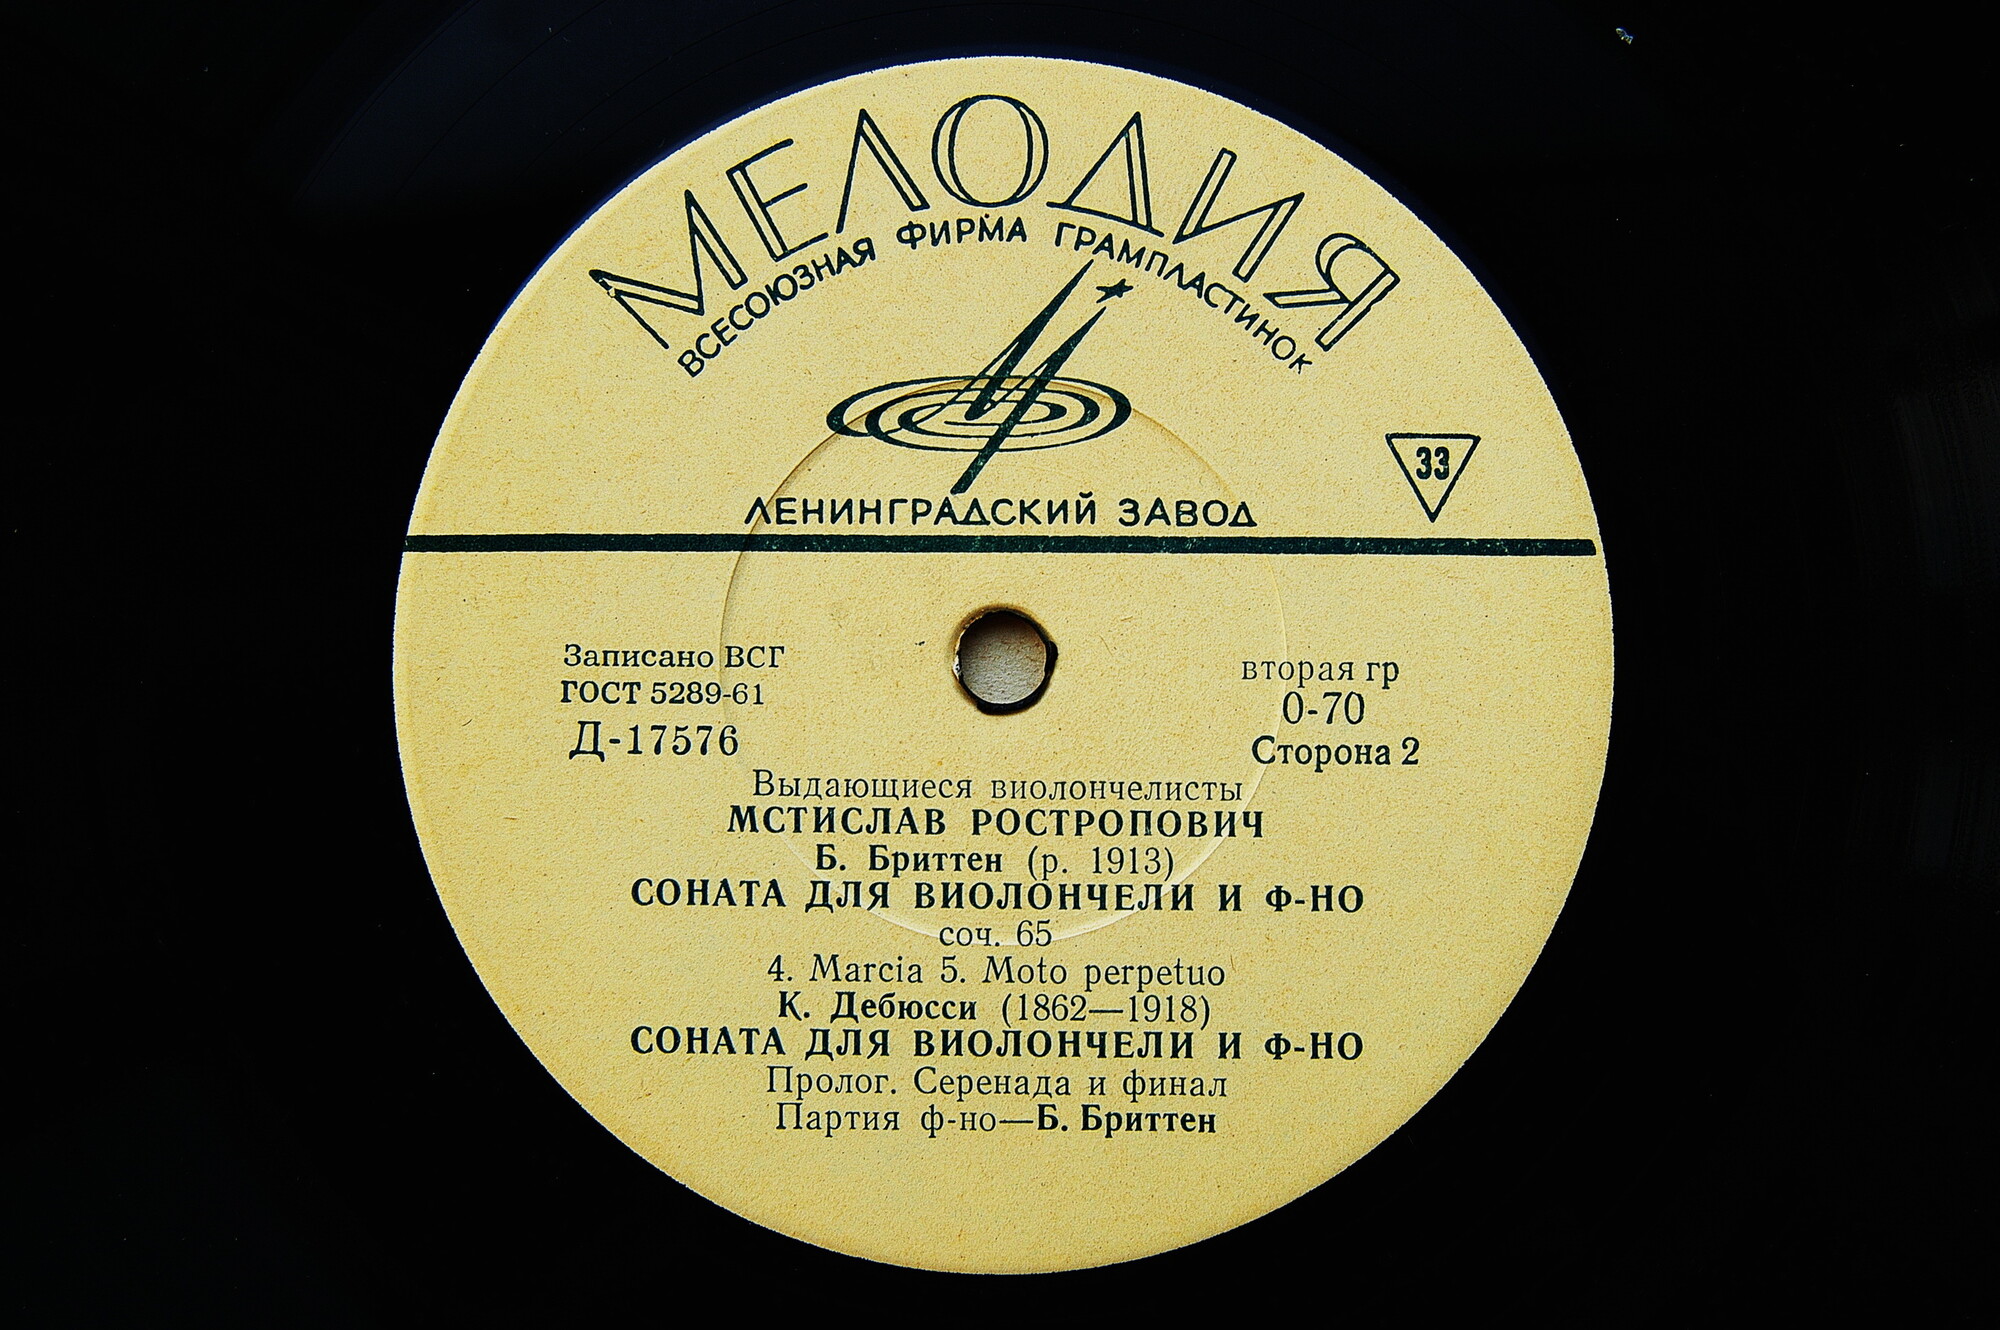 МЕЛОДИЯ
ВСЕСОЮЗНАЯ ФИРМА ГРАМПЛАСТИНОК
33
ЛЕНИНГРАДСКИЙ ЗАВОД
Записано ВСГ
ГОСТ 5289-61
Д-17576
вторая гр
0-70
Сторона 2
Выдающиеся виолончелисты
МСТИСЛАВ РОСТРОПОВИЧ
Б. Бриттен (р. 1913)
СОНАТА ДЛЯ ВИОЛОНЧЕЛИ И Ф-НО
соч. 65
4. Marcia 5. Moto perpetuo
К. Дебюсси (1862—1918)
СОНАТА ДЛЯ ВИОЛОНЧЕЛИ И Ф-НО
Пролог. Серенада и финал
Партия ф-но—Б. Бриттен